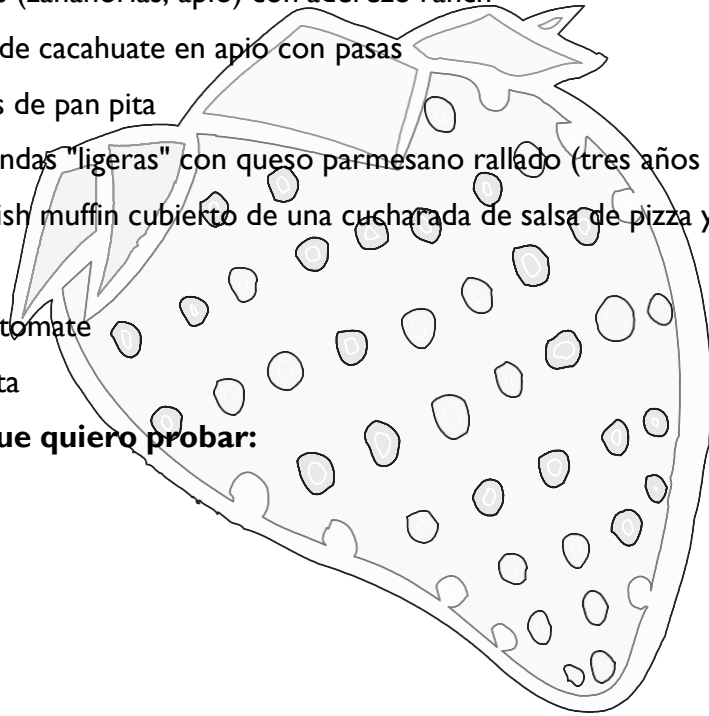 (zanahorias, apio) con aderezo ranch
de cacahuate en apio con pasas
s de pan pita
ndas "ligeras" con queso parmesano rallado (tres años
ish muffin cubierto de una cucharada de salsa de pizza y
tomate
ta
ue quiero probar: